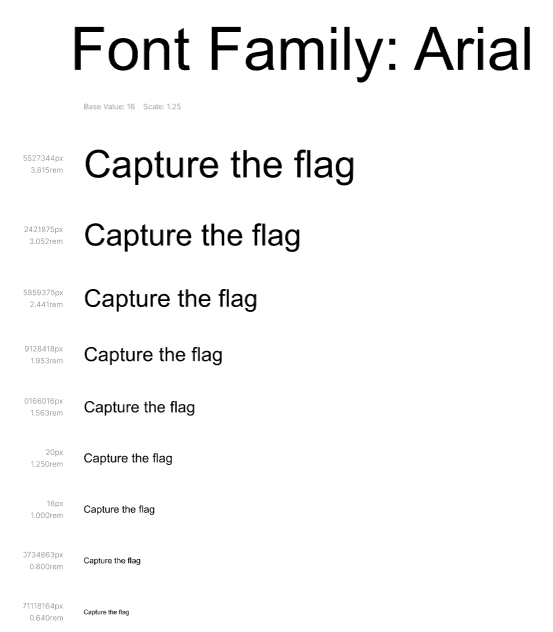 Font Family: Arial
Base Value: 16 Scale: 1.25
5527344px
3.815rem
Capture the flag
2421875px
3.052rem
Capture the flag
5859375px
2.441rem
Capture the flag
9128418px
1.953rem
Capture the flag
0166016px
1.563rem
Capture the flag
20px
1.250rem
Capture the flag
16px
1.000rem
Capture the flag
0734863px
0.800rem
Capture the flag
71118164px
0.640rem
Capture the flag